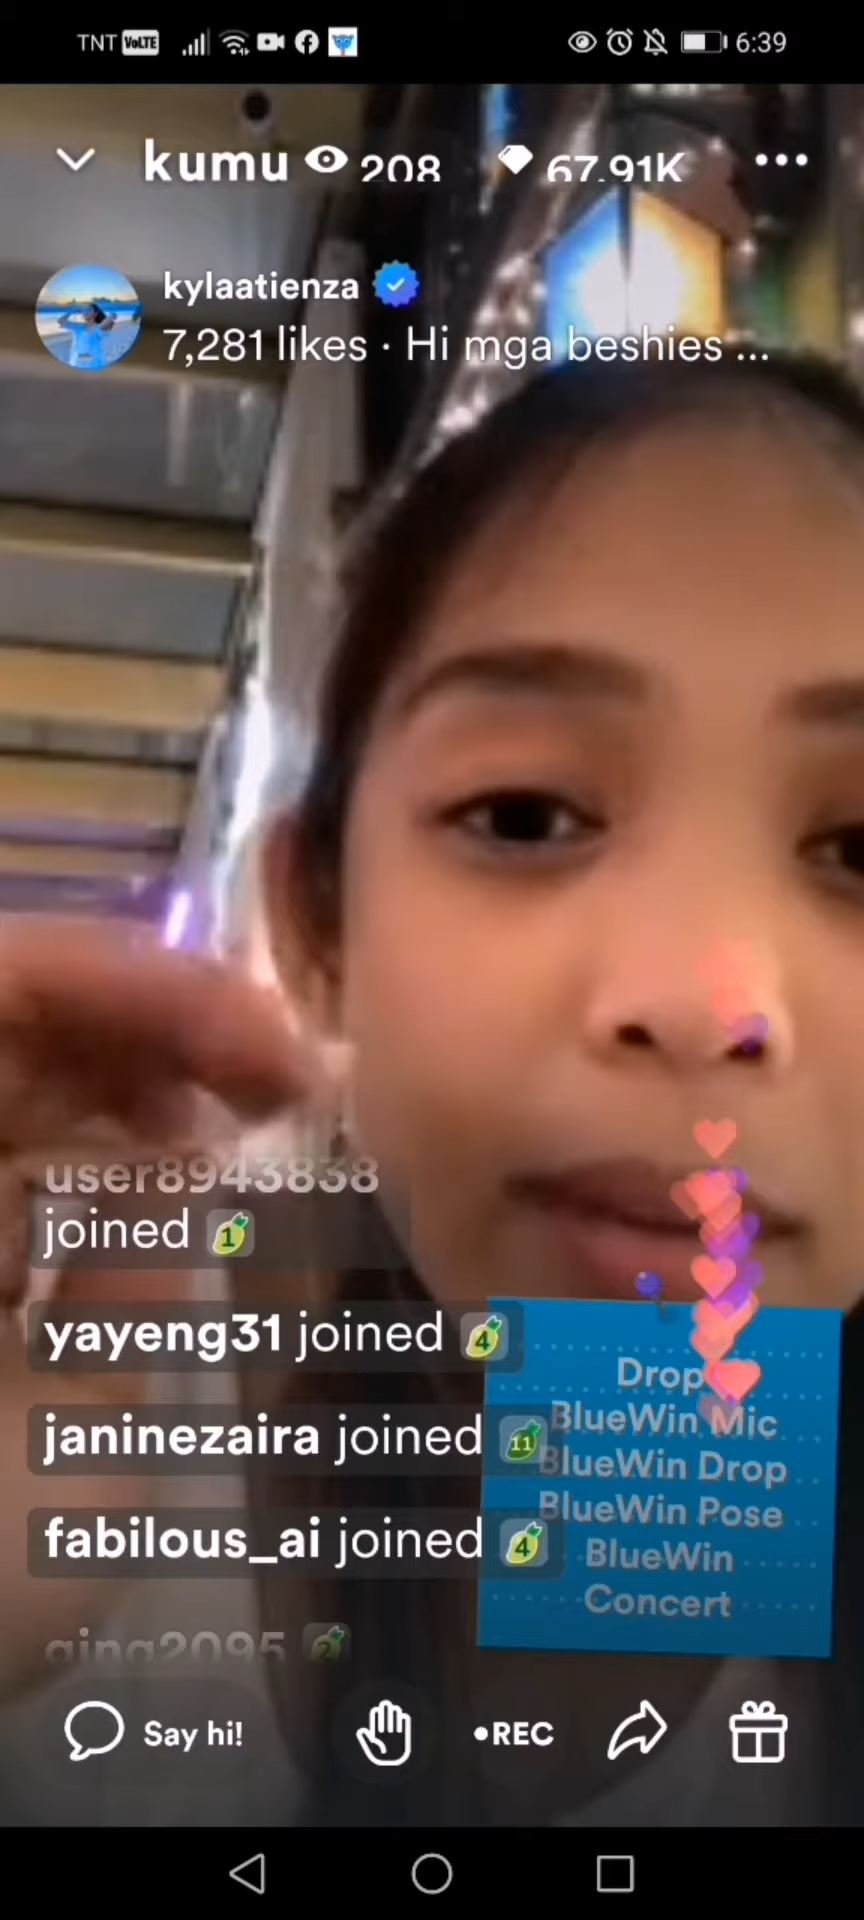 TNT VoLTE 6:39
kumu 208 67.91K
kylaatienza
7,281 likes · Hi mga beshies ...
user8943838
joined 1
yayeng31 joined 4
janinezaira joined 11
fabilous_ai joined 4
ging2095 2
Drop
BlueWin Mic
BlueWin Drop
BlueWin Pose
BlueWin
Concert
Say hi!
•REC